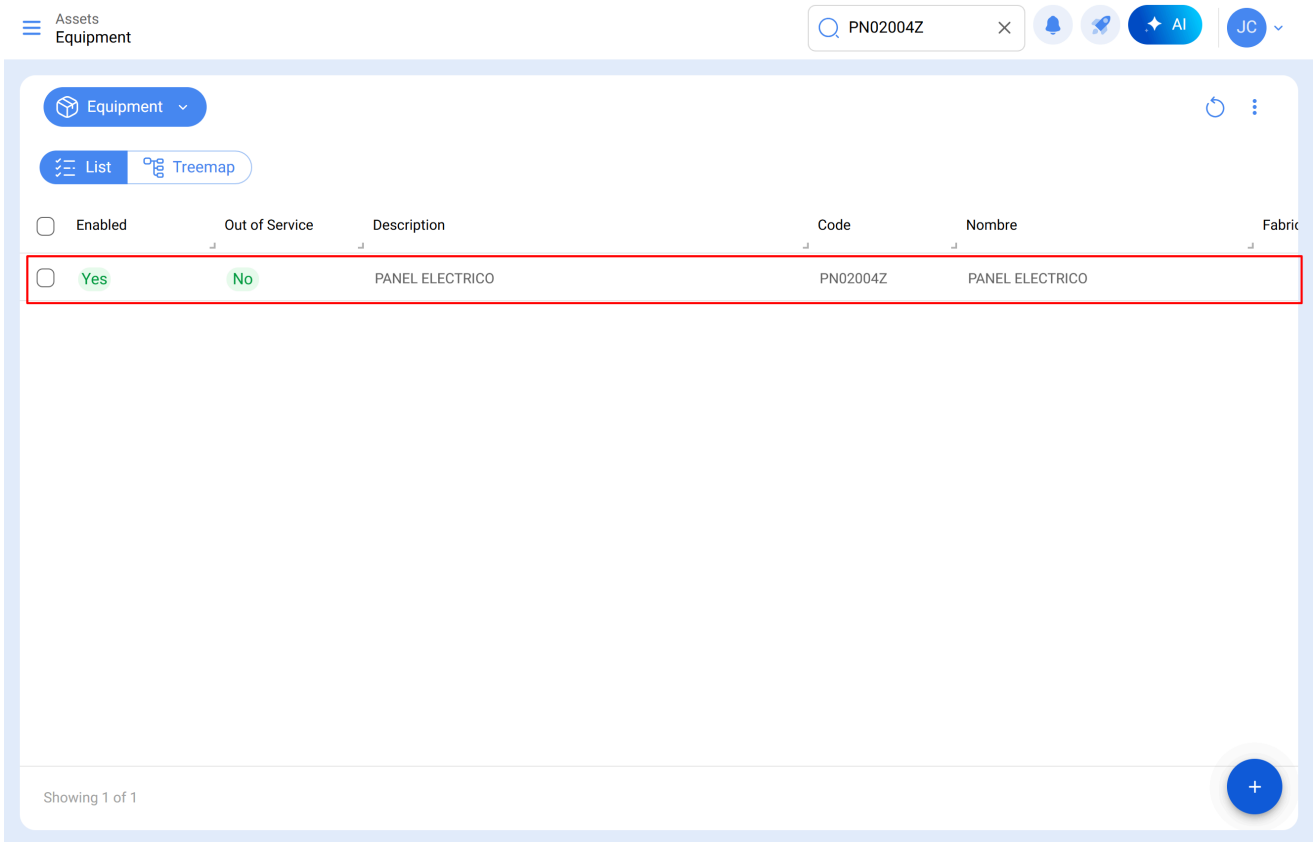 Assets
Equipment
PN02004Z
AI
JC
Equipment
List
Treemap
Enabled Out of Service Description Code Nombre Fabric
Yes No PANEL ELECTRICO PN02004Z PANEL ELECTRICO
Showing 1 of 1